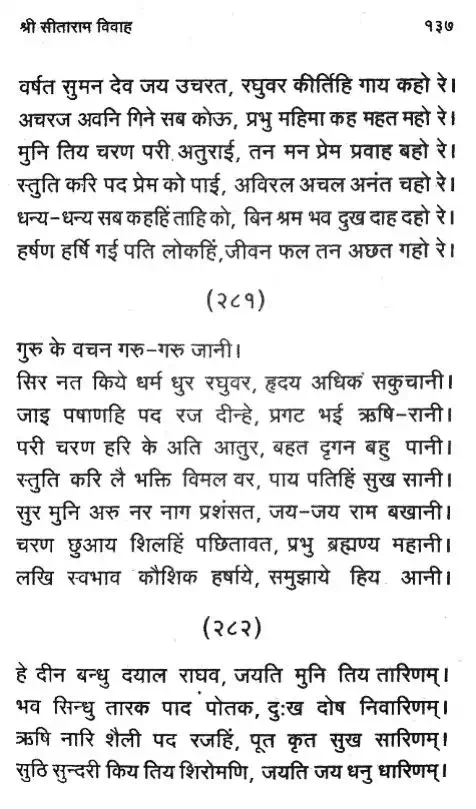 श्री सीताराम विवाह १३७
वर्षत सुमन देव जय उचरत, रघुवर कीर्तिहि गाय कहो रे।
अचरज अवनि गिने सब कोऊ, प्रभु महिमा कह महत महो रे।
मुनि तिय चरण परी अतुराई, तन मन प्रेम प्रवाह बहो रे।
स्तुति करि पद प्रेम को पाई, अविरल अचल अनंत चहो रे।
धन्य-धन्य सब कहहिं ताहि को, बिन श्रम भव दुख दाह दहो रे।
हर्षण हर्षि गई पति लोकहिं,जीवन फल तन अछत गहो रे।
(२८१)
गुरु के वचन गरु-गरु जानी।
सिर नत किये धर्म धुर रघुवर, हृदय अधिकं सकुचानी।
जाइ पषाणहि पद रज दीन्हे, प्रगट भई ऋषि-रानी।
परी चरण हरि के अति आतुर, बहत दृगन बहु पानी।
स्तुति करि लै भक्ति विमल वर, पाय पतिहिं सुख सानी।
सुर मुनि अरु नर नाग प्रशंसत, जय-जय राम बखानी।
चरण छुआय शिलहिं पछितावत, प्रभु ब्रह्मण्य महानी।
लखि स्वभाव कौशिक हर्षाये, समुझाये हिय आनी।
(२८२)
हे दीन बन्धु दयाल राघव, जयति मुनि तिय तारिणम्।
भव सिन्धु तारक पाद पोतक, दुःख दोष निवारिणम्।
ऋषि नारि शैली पद रजहिं, पूत कृत सुख सारिणम्।
सुठि सुन्दरी किय तिय शिरोमणि, जयति जय धनु धारिणम्।